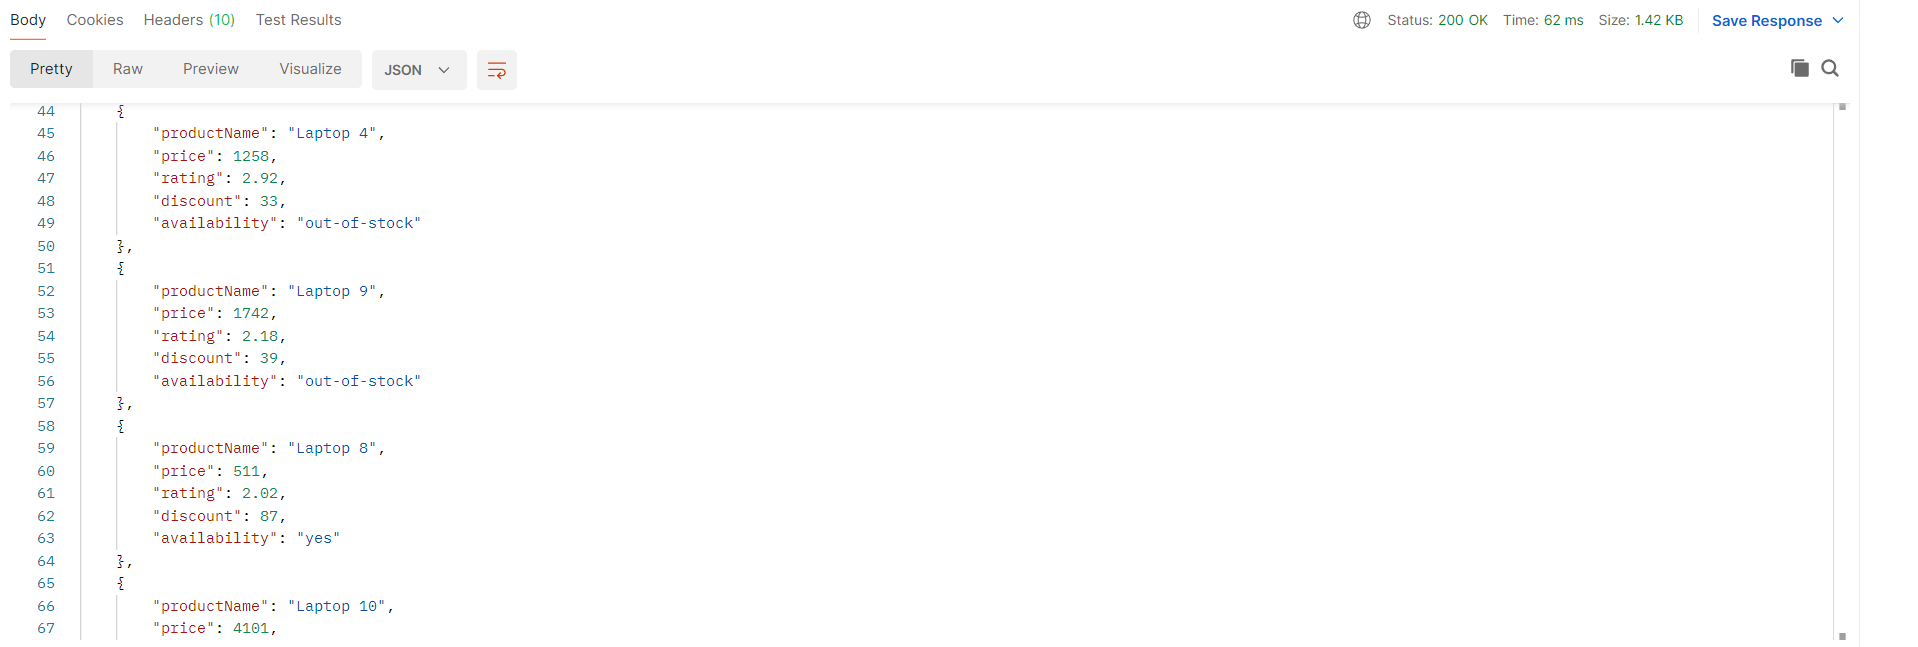 Body Cookies Headers (10) Test Results Status: 200 OK Time: 62 ms Size: 1.42 KB Save Response
Pretty Raw Preview Visualize JSON
44 {
45 "productName": "Laptop 4",
46 "price": 1258,
47 "rating": 2.92,
48 "discount": 33,
49 "availability": "out-of-stock"
50 },
51 {
52 "productName": "Laptop 9",
53 "price": 1742,
54 "rating": 2.18,
55 "discount": 39,
56 "availability": "out-of-stock"
57 },
58 {
59 "productName": "Laptop 8",
60 "price": 511,
61 "rating": 2.02,
62 "discount": 87,
63 "availability": "yes"
64 },
65 {
66 "productName": "Laptop 10",
67 "price": 4101,